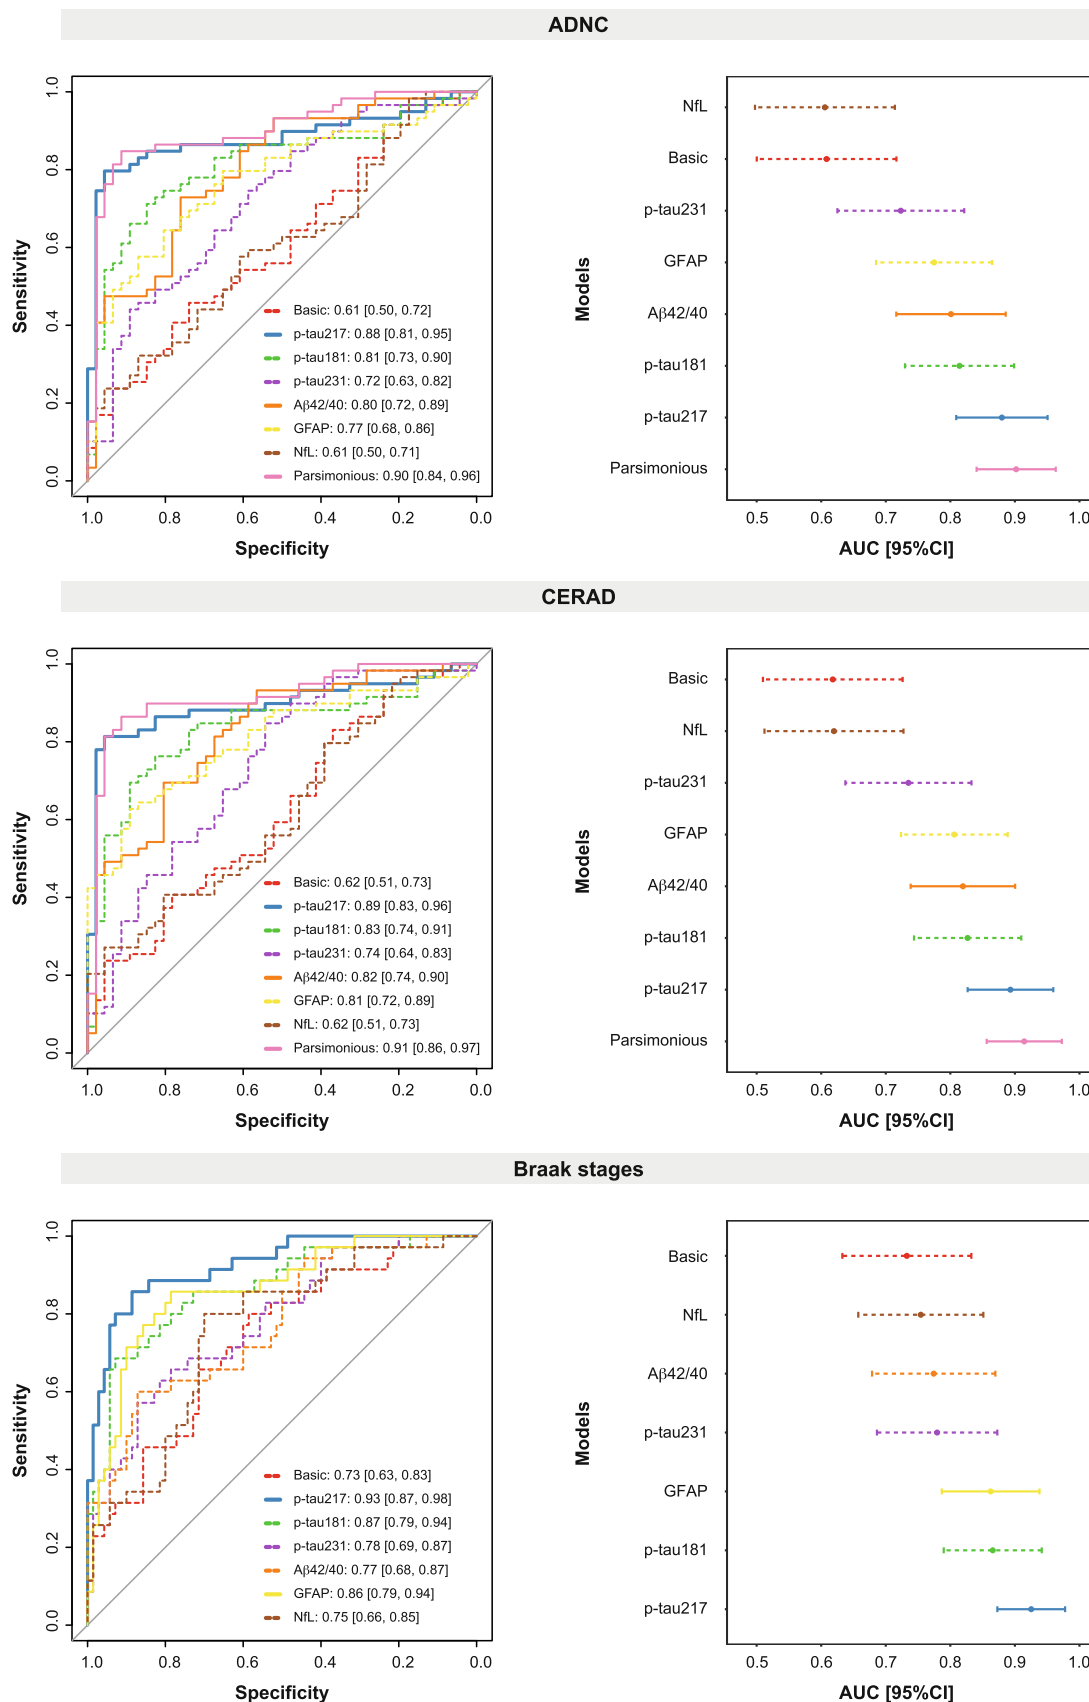 ADNC
Sensitivity
1.0
0.8
0.6
0.4
0.2
0.0
Basic: 0.61 [0.50, 0.72]
p-tau217: 0.88 [0.81, 0.95]
p-tau181: 0.81 [0.73, 0.90]
p-tau231: 0.72 [0.63, 0.82]
Aβ42/40: 0.80 [0.72, 0.89]
GFAP: 0.77 [0.68, 0.86]
NfL: 0.61 [0.50, 0.71]
Parsimonious: 0.90 [0.84, 0.96]
1.0 0.8 0.6 0.4 0.2 0.0
Specificity
Models
NfL
Basic
p-tau231
GFAP
Aβ42/40
p-tau181
p-tau217
Parsimonious
0.5 0.6 0.7 0.8 0.9 1.0
AUC [95%CI]
CERAD
Sensitivity
1.0
0.8
0.6
0.4
0.2
0.0
Basic: 0.62 [0.51, 0.73]
p-tau217: 0.89 [0.83, 0.96]
p-tau181: 0.83 [0.74, 0.91]
p-tau231: 0.74 [0.64, 0.83]
Aβ42/40: 0.82 [0.74, 0.90]
GFAP: 0.81 [0.72, 0.89]
NfL: 0.62 [0.51, 0.73]
Parsimonious: 0.91 [0.86, 0.97]
1.0 0.8 0.6 0.4 0.2 0.0
Specificity
Models
Basic
NfL
p-tau231
GFAP
Aβ42/40
p-tau181
p-tau217
Parsimonious
0.5 0.6 0.7 0.8 0.9 1.0
AUC [95%CI]
Braak stages
Sensitivity
1.0
0.8
0.6
0.4
0.2
0.0
Basic: 0.73 [0.63, 0.83]
p-tau217: 0.93 [0.87, 0.98]
p-tau181: 0.87 [0.79, 0.94]
p-tau231: 0.78 [0.69, 0.87]
Aβ42/40: 0.77 [0.68, 0.87]
GFAP: 0.86 [0.79, 0.94]
NfL: 0.75 [0.66, 0.85]
1.0 0.8 0.6 0.4 0.2 0.0
Specificity
Models
Basic
NfL
Aβ42/40
p-tau231
GFAP
p-tau181
p-tau217
0.5 0.6 0.7 0.8 0.9 1.0
AUC [95%CI]